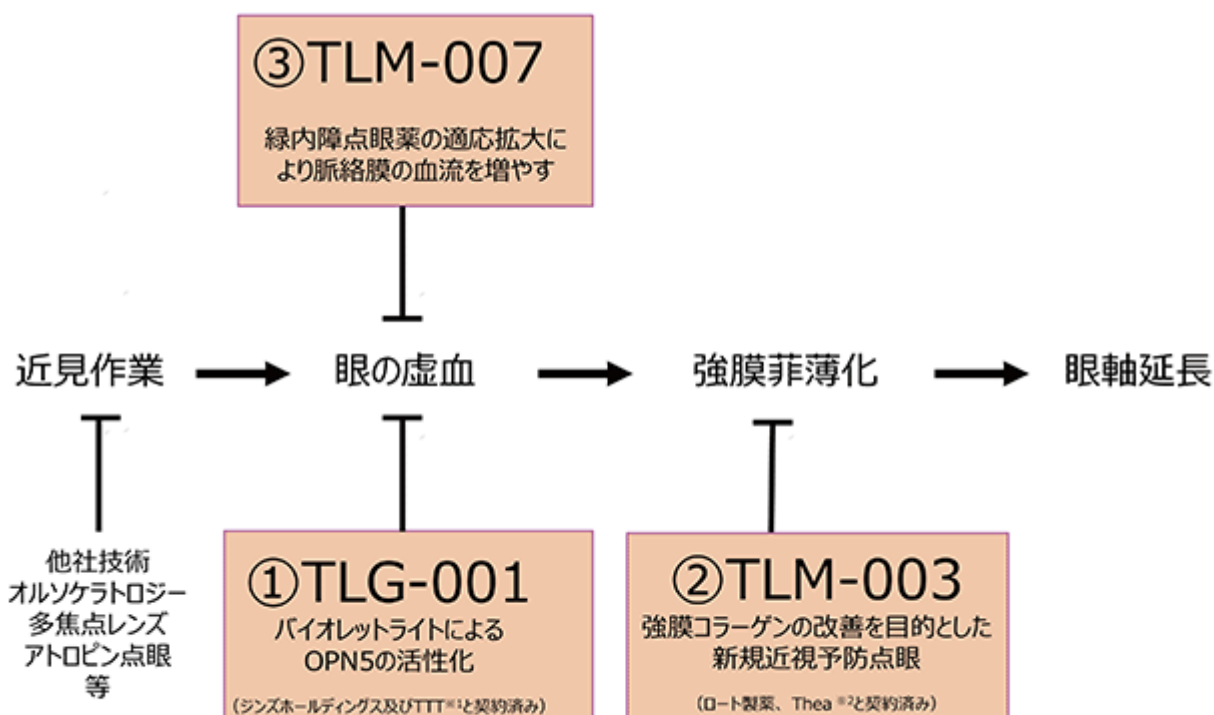 ③TLM-007
緑内障点眼薬の適応拡大に
より脈絡膜の血流を増やす
近見作業
眼の虚血
強膜菲薄化
眼軸延長
他社技術
オルソケラトロジー
多焦点レンズ
アトロピン点眼
等
①TLG-001
バイオレットライトによる
OPN5の活性化
(ジンズホールディングス及びTTT※1と契約済み)
②TLM-003
強膜コラーゲンの改善を目的とした
新規近視予防点眼
(ロート製薬、Thea ※2と契約済み)